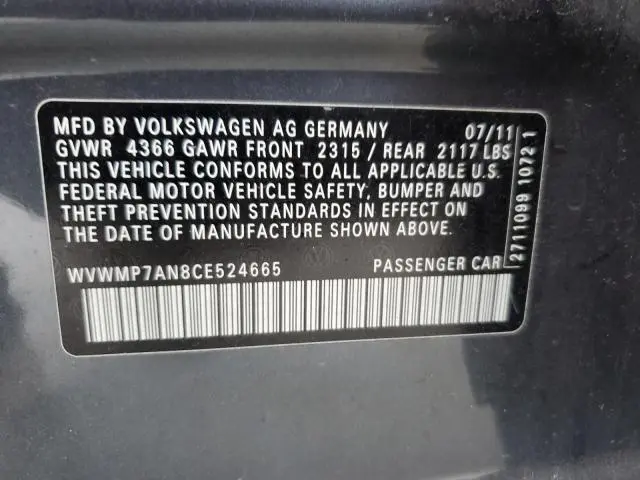 MFD BY VOLKSWAGEN AG GERMANY 07/11
GVWR 4366 GAWR FRONT 2315 / REAR 2117 LBS
THIS VEHICLE CONFORMS TO ALL APPLICABLE U.S.
FEDERAL MOTOR VEHICLE SAFETY, BUMPER AND
THEFT PREVENTION STANDARDS IN EFFECT ON
THE DATE OF MANUFACTURE SHOWN ABOVE.
WVWMP7AN8CE524665 PASSENGER CAR
2711099 1072 1